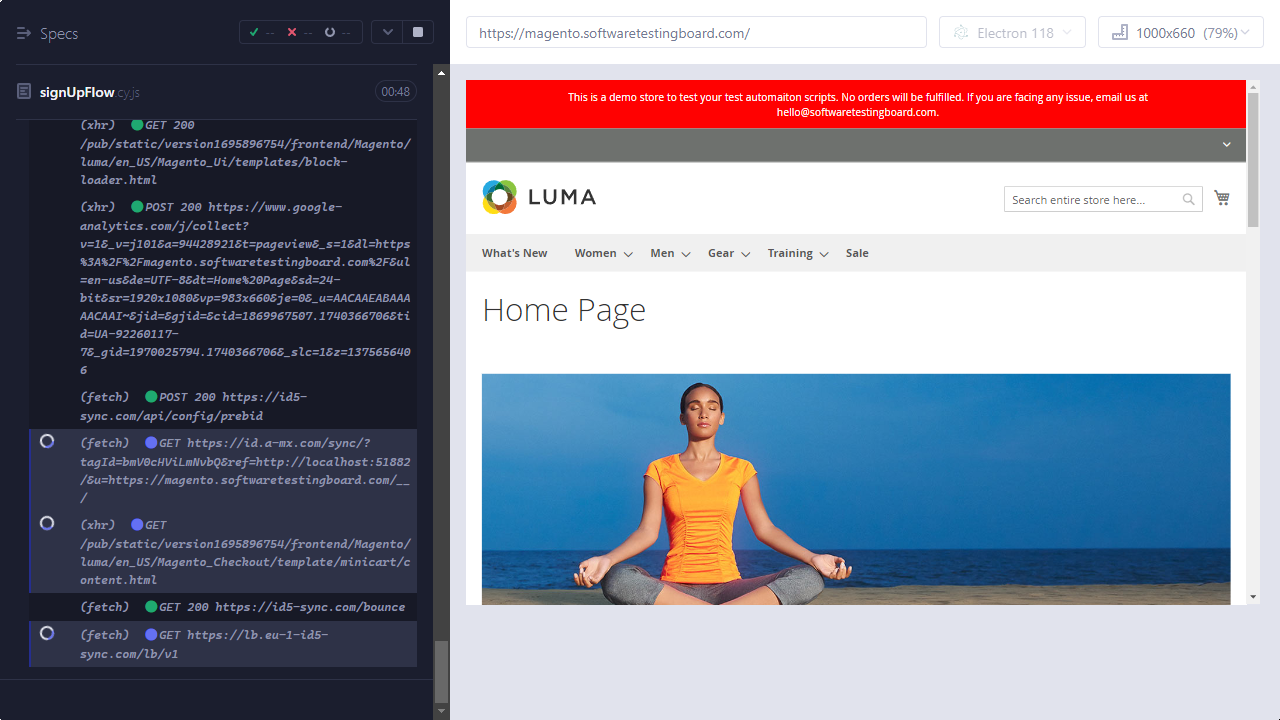 Specs
-- -- --
signUpFlow.cy.js 00:48
(xhr) GET 200
/pub/static/version1695896754/frontend/Magento/
luma/en_US/Magento_Ui/templates/block-
loader.html
(xhr) POST 200 https://www.google-
analytics.com/j/collect?
v=1&_v=j101&a=94428921&t=pageview&_s=1&dl=https
%3A%2F%2Fmagento.softwaretestingboard.com%2F&ul
=en-us&de=UTF-8&dt=Home%20Page&sd=24-
bit&sr=1920x1080&vp=983x660&je=0&_u=AACAAEABAAA
AACAAI~&jid=&gjid=&cid=1869967507.1740366706&ti
d=UA-92260117-
7&_gid=1970025794.1740366706&_slc=1&z=137565640
6
(fetch) POST 200 https://id5-
sync.com/api/config/prebid
(fetch) GET https://id.a-mx.com/sync/?
tagId=bmV0cHViLmNvbQ&ref=http://localhost:51882
/&u=https://magento.softwaretestingboard.com/__
/
(xhr) GET
/pub/static/version1695896754/frontend/Magento/
luma/en_US/Magento_Checkout/template/minicart/c
ontent.html
(fetch) GET 200 https://id5-sync.com/bounce
(fetch) GET https://lb.eu-1-id5-
sync.com/lb/v1
https://magento.softwaretestingboard.com/
Electron 118
1000x660 (79%)
This is a demo store to test your test automaiton scripts. No orders will be fulfilled. If you are facing any issue, email us at
hello@softwaretestingboard.com.
LUMA
Search entire store here...
What's New Women Men Gear Training Sale
Home Page